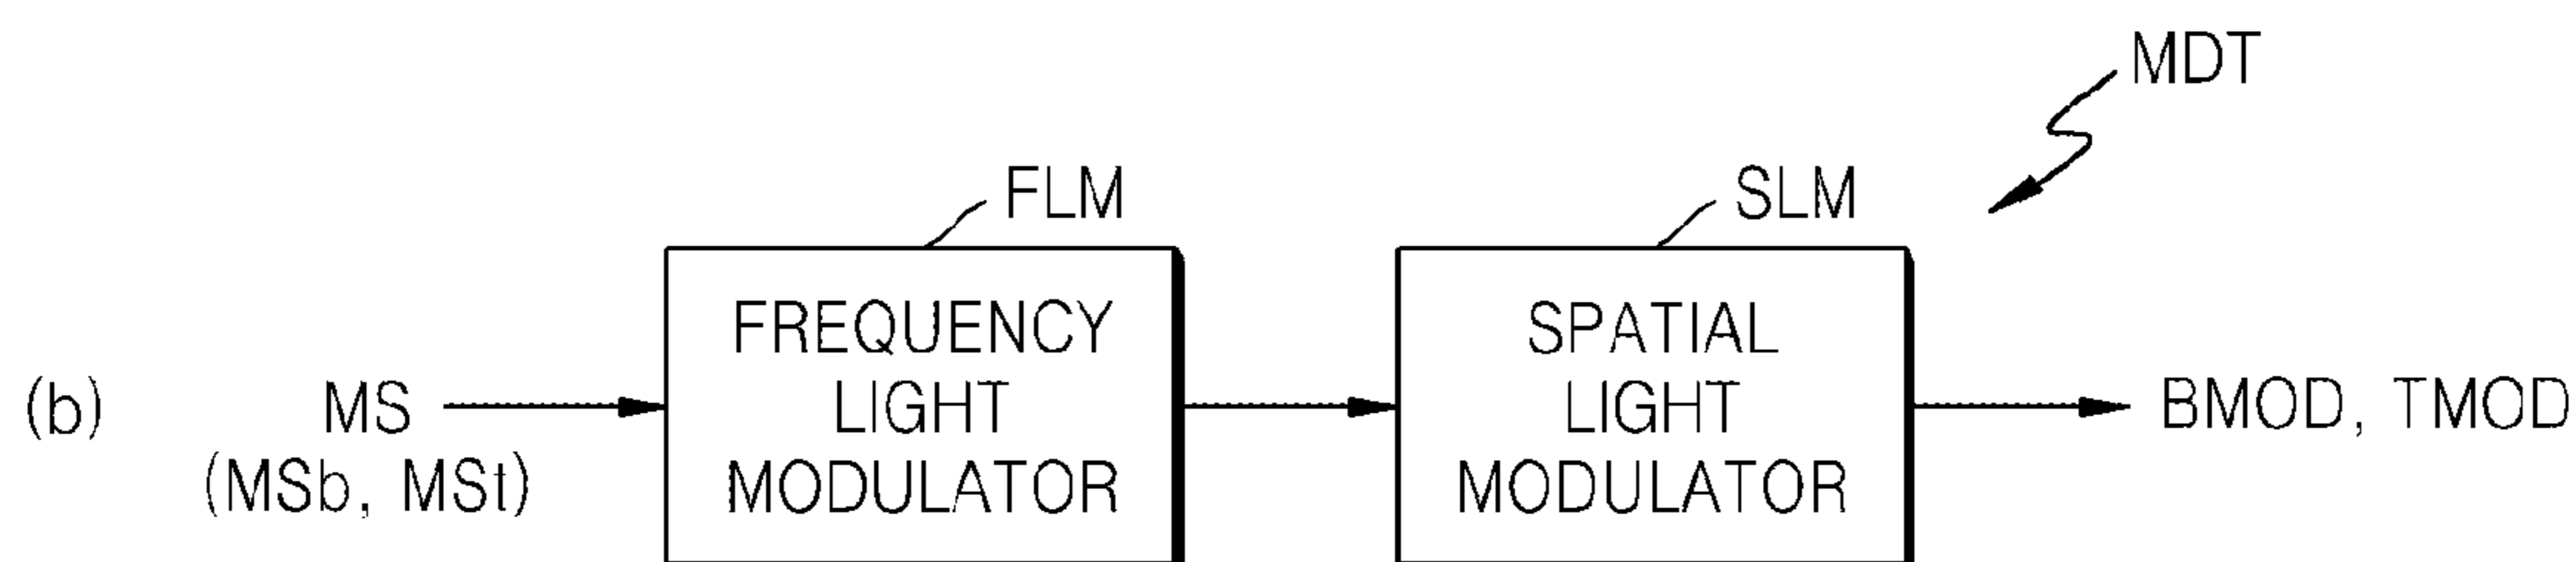 MDT
FLM
SLM
(b)
MS
(MSb, MSt)
FREQUENCY
LIGHT
MODULATOR
SPATIAL
LIGHT
MODULATOR
BMOD, TMOD